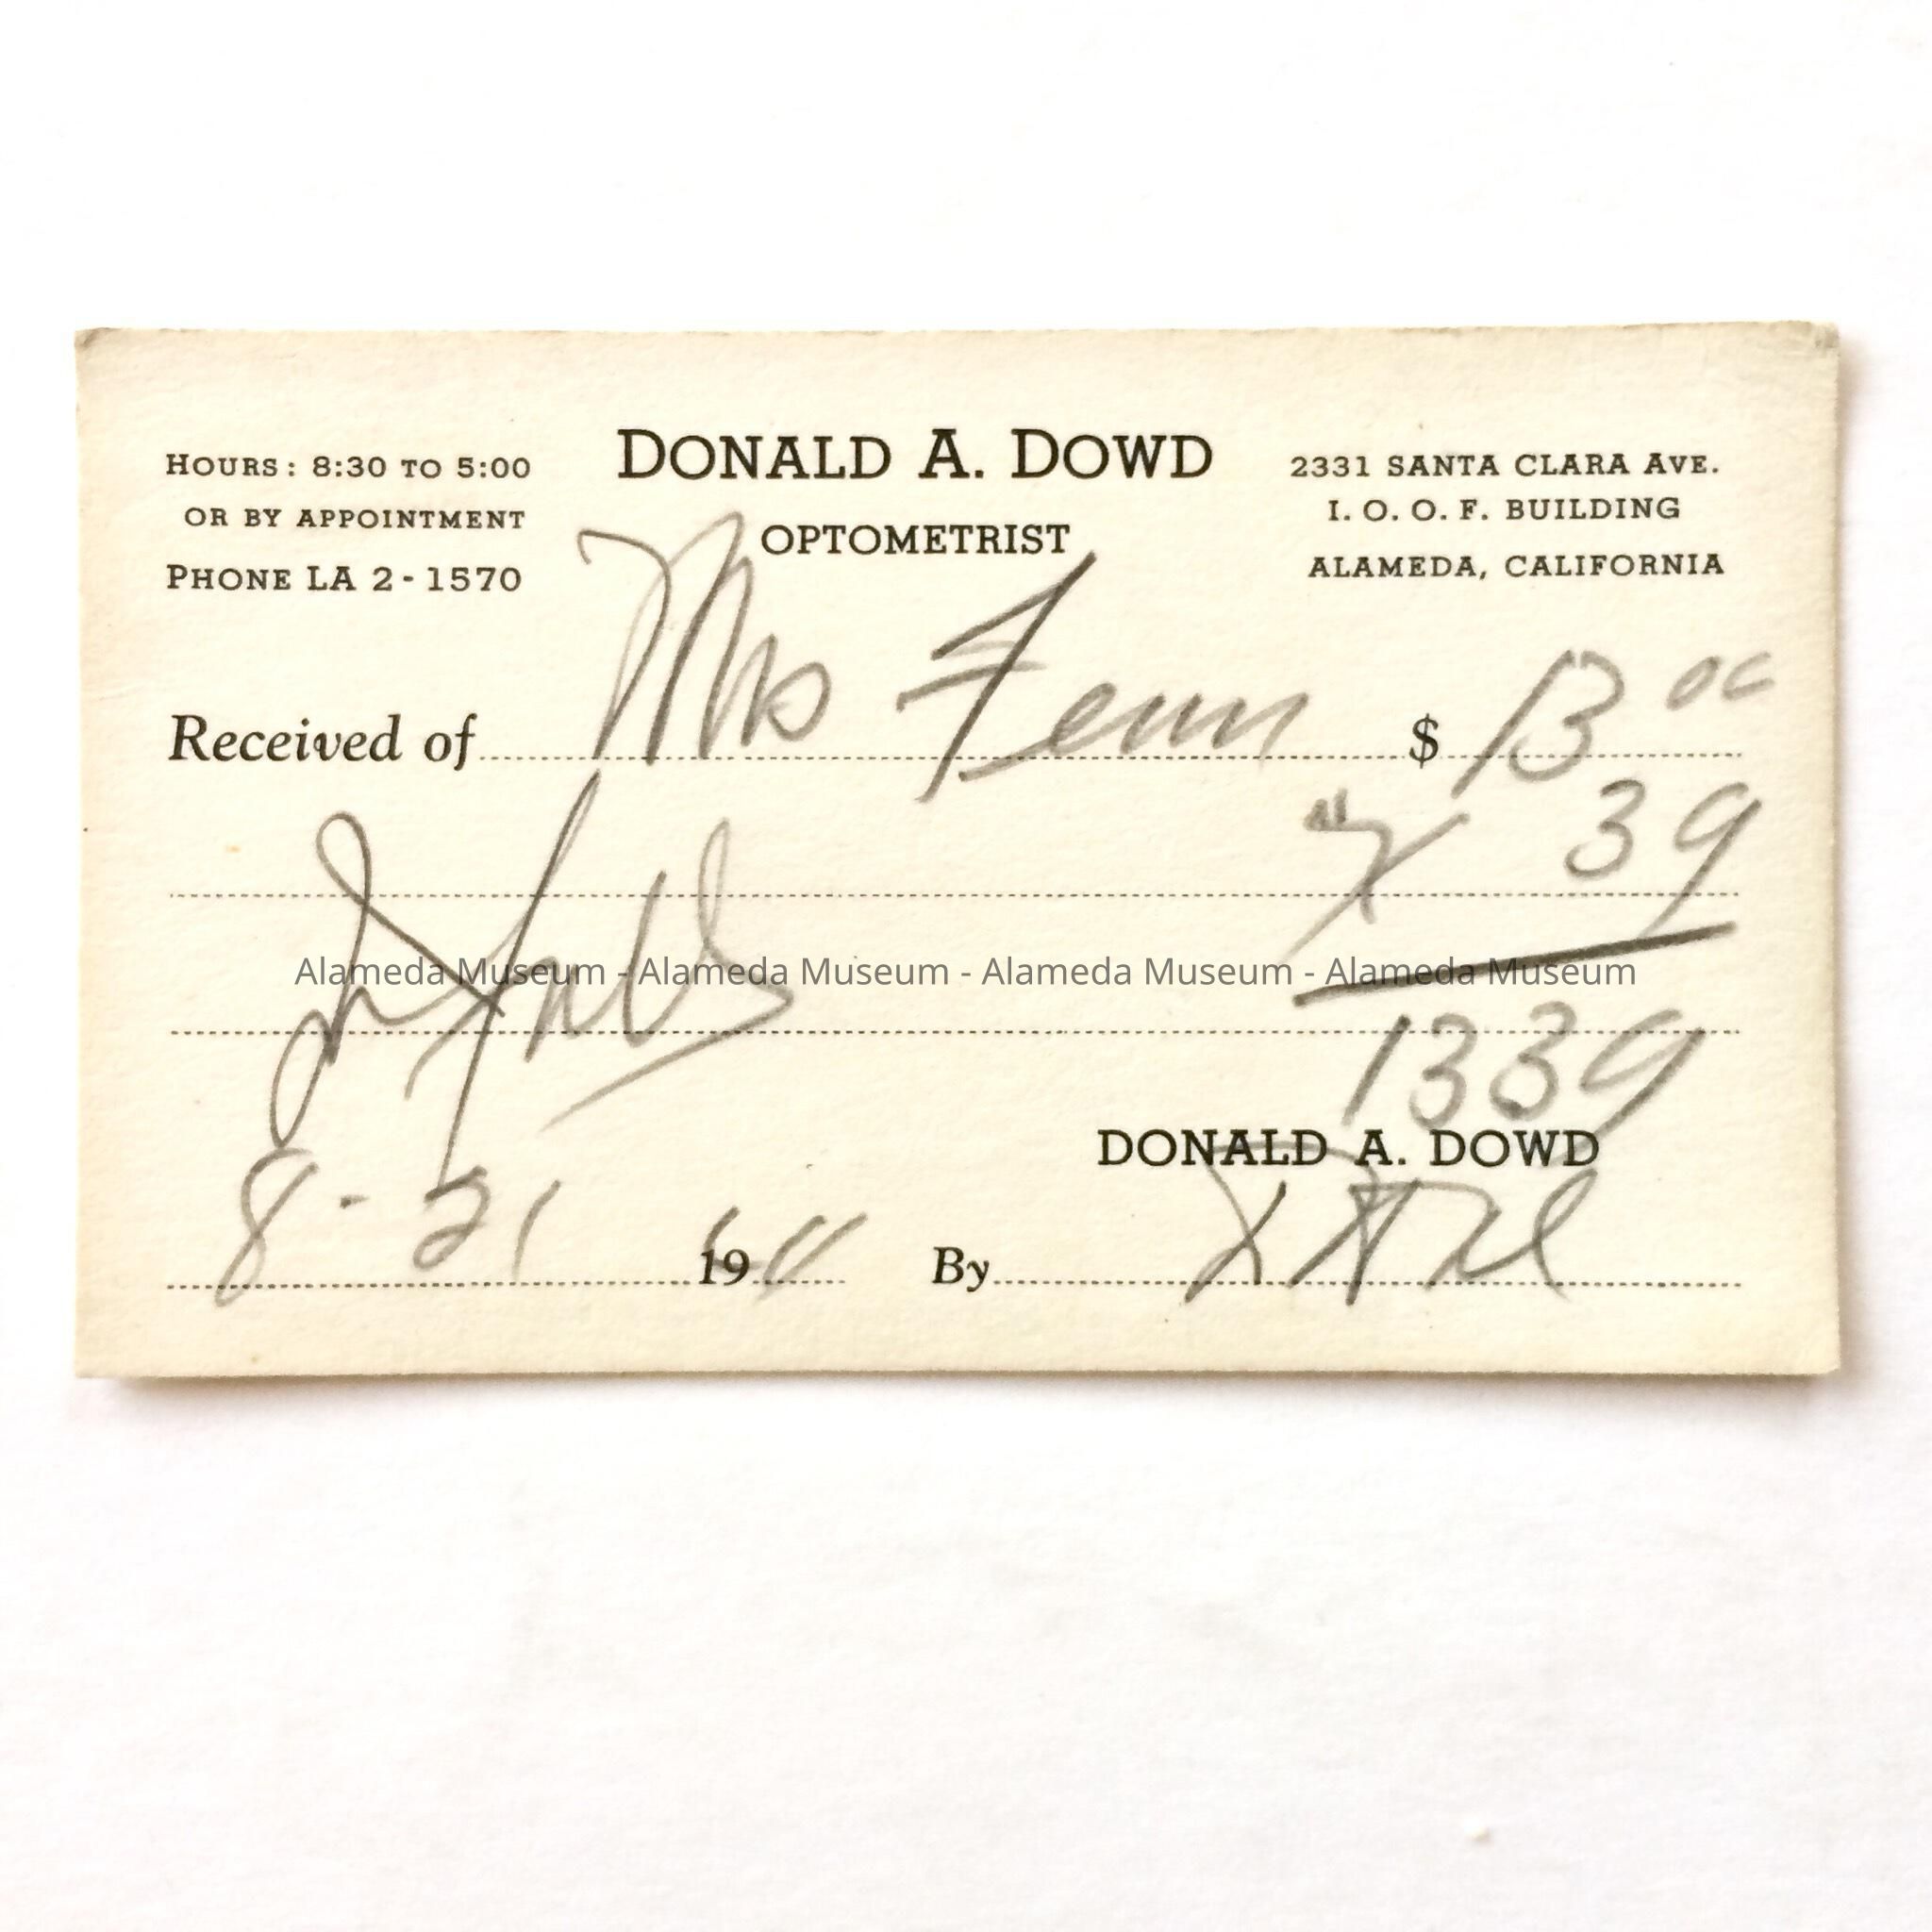 HOURS: 8:30 TO 5:00
OR BY APPOINTMENT
PHONE LA 2-1570
DONALD A. DOWD
OPTOMETRIST
2331 SANTA CLARA AVE.
I. O. O. F. BUILDING
ALAMEDA, CALIFORNIA
Received of Mrs Fenn $ 13 00
39
Alameda Museum - Alameda Museum - Alameda Museum - Alameda Museum
1339
DONALD A. DOWD
8-21 19 By